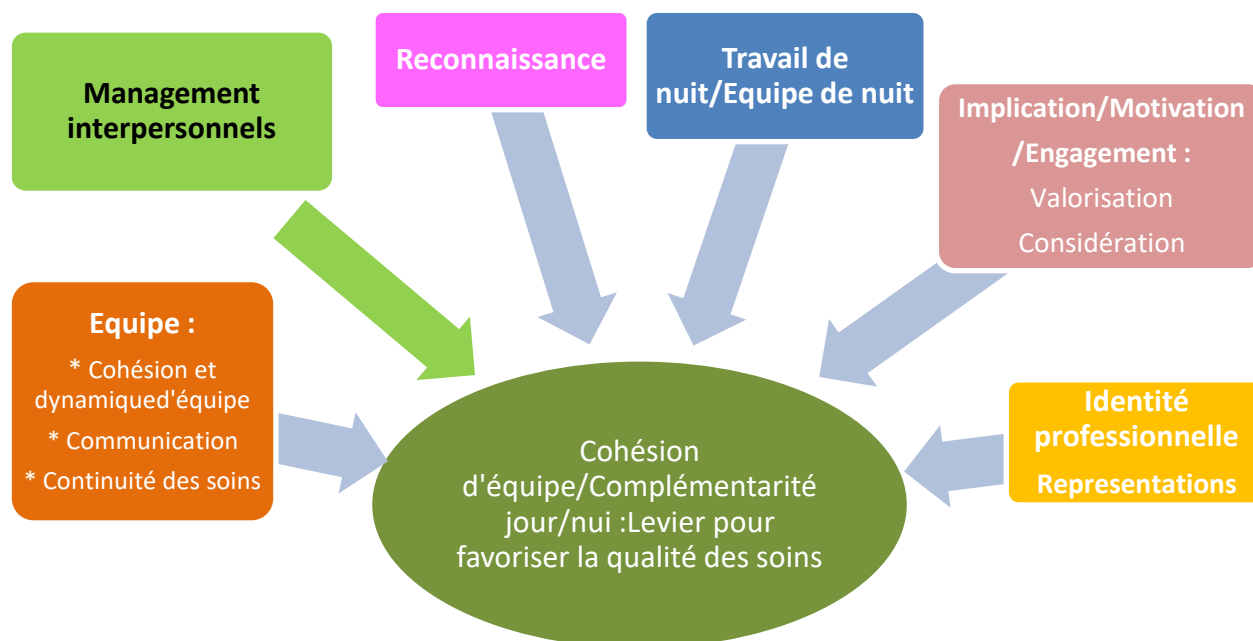 Management
interpersonnels
Reconnaissance
Travail de
nuit/Equipe de nuit
Implication/Motivation
/Engagement :
Valorisation
Considération
Equipe :
* Cohésion et
dynamiqued'équipe
* Communication
* Continuité des soins
Identité
professionnelle
Representations
Cohésion
d'équipe/Complémentarité
jour/nui :Levier pour
favoriser la qualité des soins